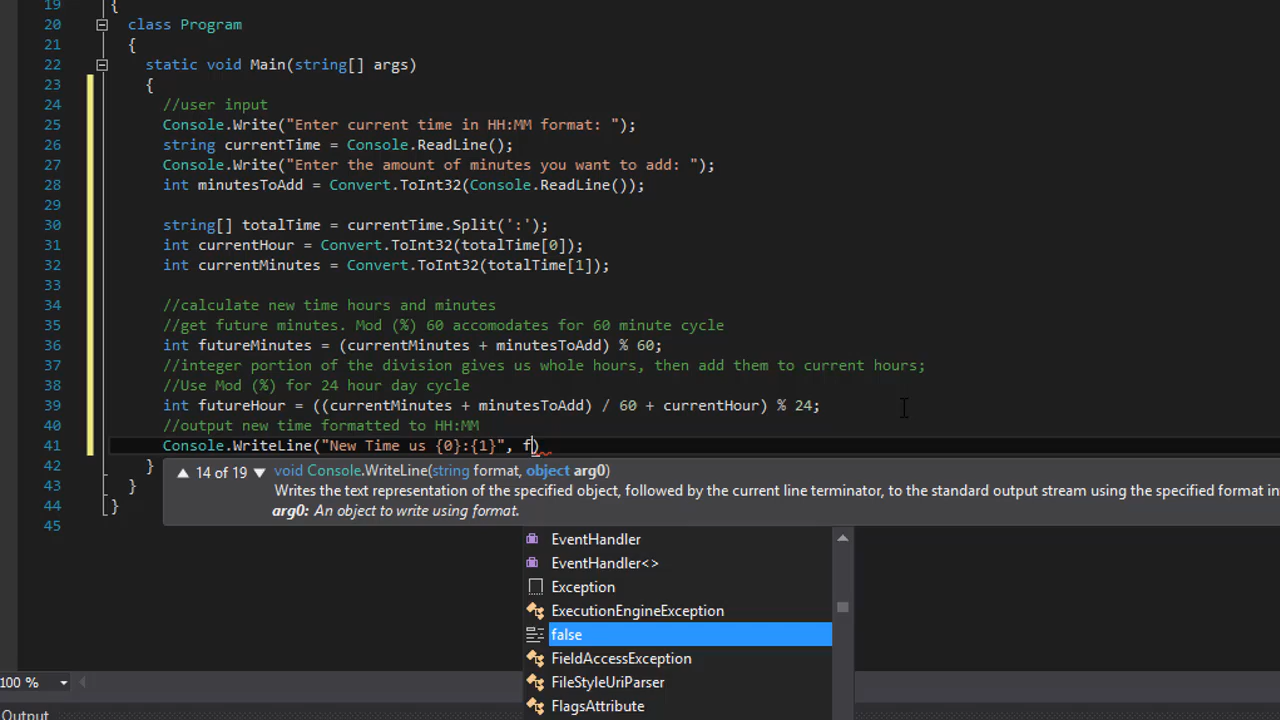 19 {
20 class Program
21 {
22 static void Main(string[] args)
23 {
24 //user input
25 Console.Write("Enter current time in HH:MM format: ");
26 string currentTime = Console.ReadLine();
27 Console.Write("Enter the amount of minutes you want to add: ");
28 int minutesToAdd = Convert.ToInt32(Console.ReadLine());
29
30 string[] totalTime = currentTime.Split(':');
31 int currentHour = Convert.ToInt32(totalTime[0]);
32 int currentMinutes = Convert.ToInt32(totalTime[1]);
33
34 //calculate new time hours and minutes
35 //get future minutes. Mod (%) 60 accomodates for 60 minute cycle
36 int futureMinutes = (currentMinutes + minutesToAdd) % 60;
37 //integer portion of the division gives us whole hours, then add them to current hours;
38 //Use Mod (%) for 24 hour day cycle
39 int futureHour = ((currentMinutes + minutesToAdd) / 60 + currentHour) % 24;
40 //output new time formatted to HH:MM
41 Console.WriteLine("New Time us {0}:{1}", f)
42 }
43 }
44 }
45
▲ 14 of 19 ▼ void Console.WriteLine(string format, object arg0)
Writes the text representation of the specified object, followed by the current line terminator, to the standard output stream using the specified format in
arg0: An object to write using format.
EventHandler
EventHandler<>
Exception
ExecutionEngineException
false
FieldAccessException
FileStyleUriParser
FlagsAttribute
100 %
Output